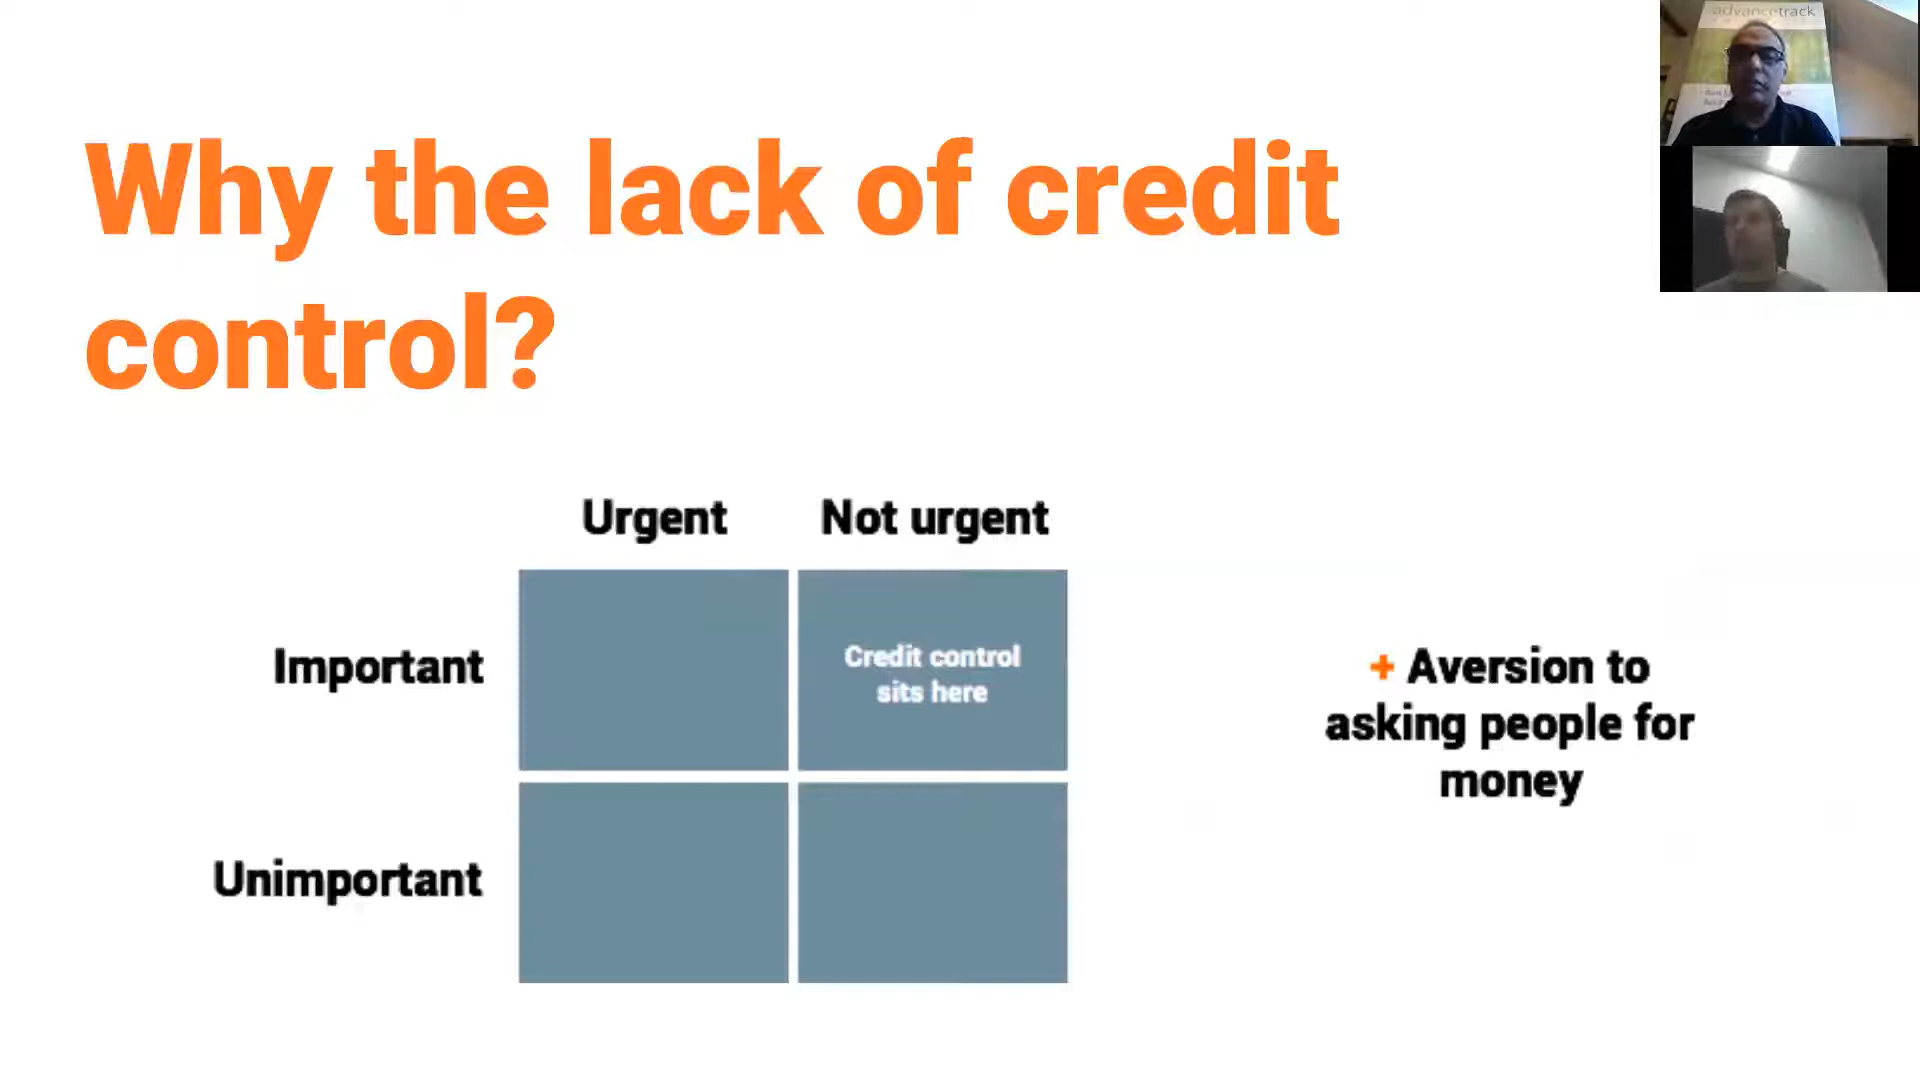 advancetrack
Why the lack of credit
control?
Urgent
Not urgent
Important
Credit control
sits here
+ Aversion to
asking people for
money
Unimportant